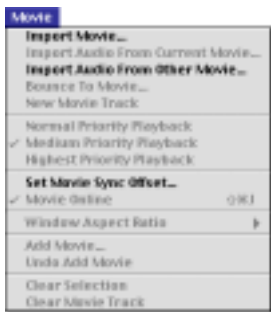 Movie
Import Movie...
Import Audio From Current Movie...
Import Audio From Other Movie...
Bounce To Movie...
New Movie Track
Normal Priority Playback
✓ Medium Priority Playback
Highest Priority Playback
Set Movie Sync Offset...
✓ Movie Online ⇧⌘J
Window Aspect Ratio
Add Movie...
Undo Add Movie
Clear Selection
Clear Movie Track